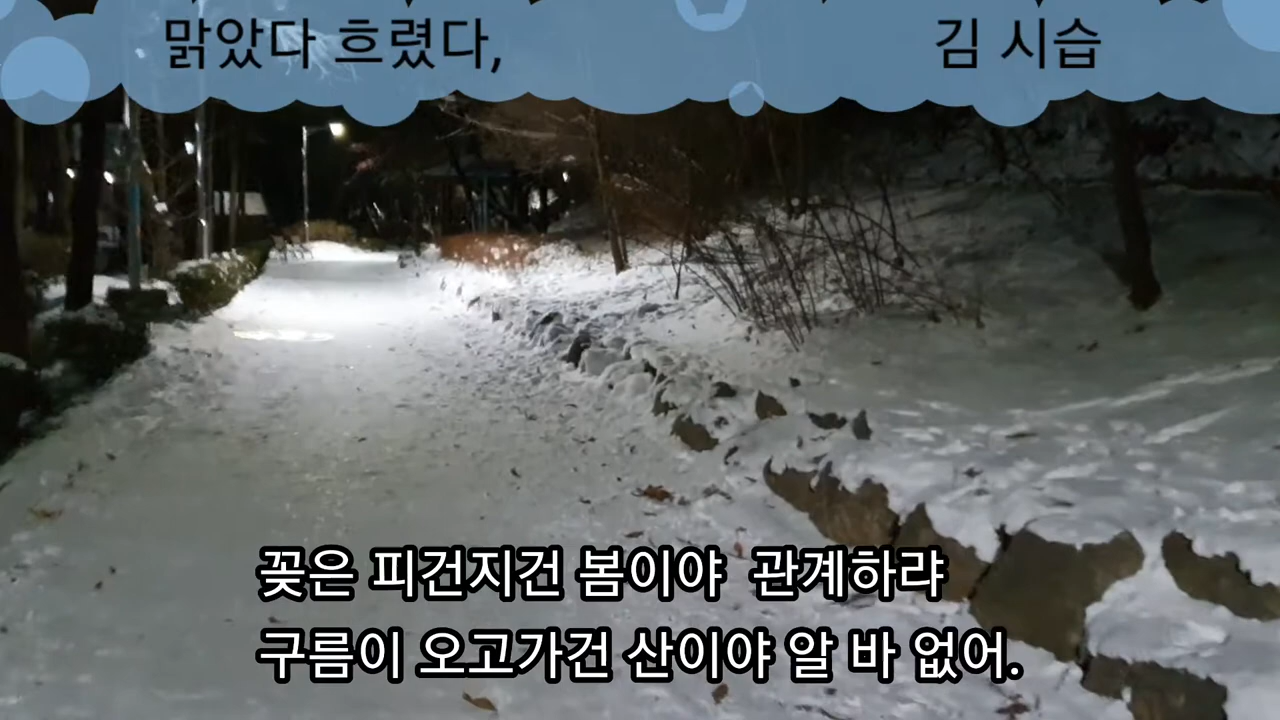 맑았다 흐렸다,
김 시습
꽃은 피건지건 봄이야 관계하랴
구름이 오고가건 산이야 알 바 없어.